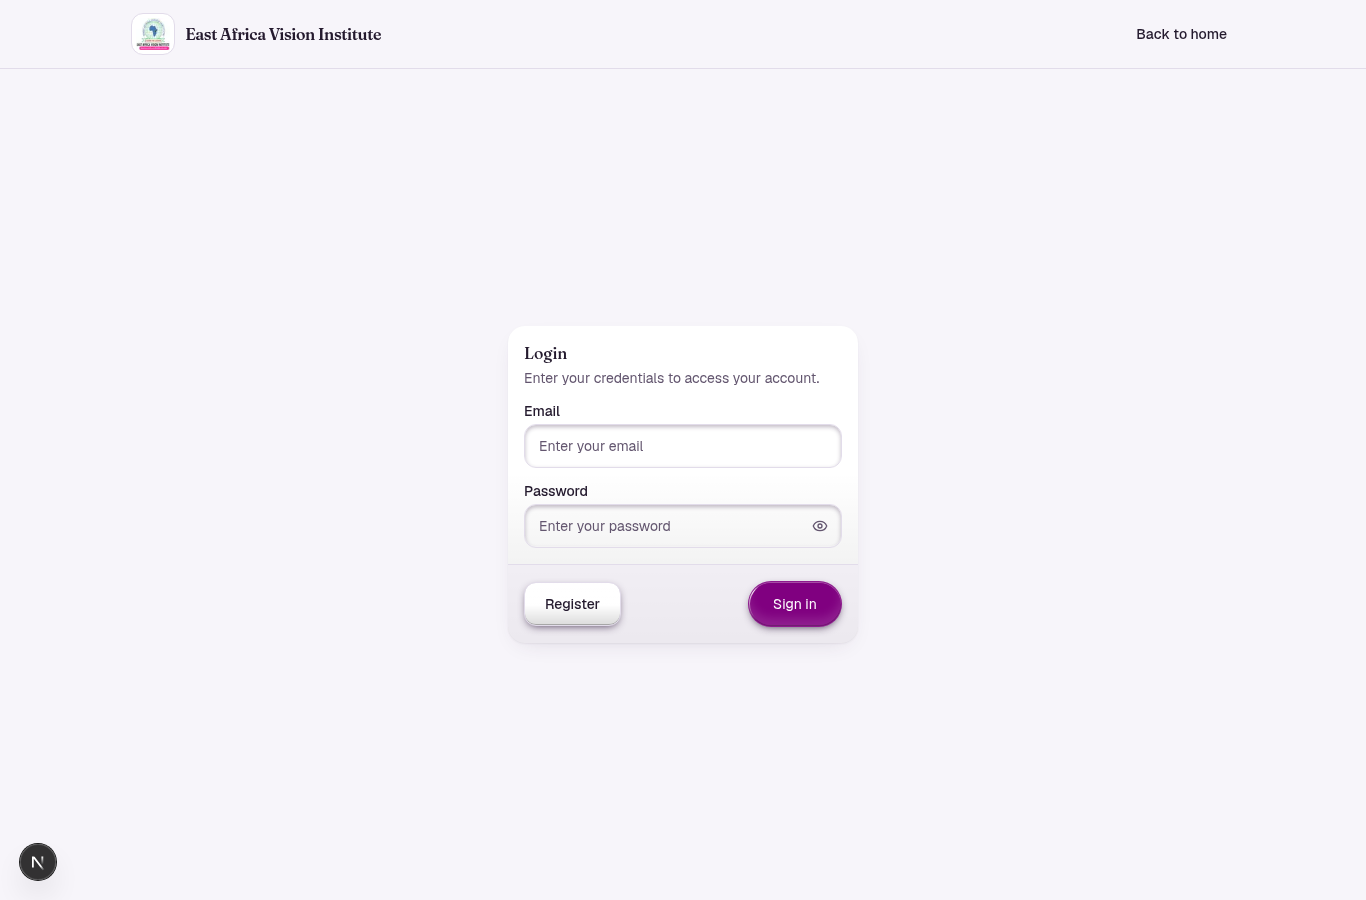 East Africa Vision Institute
Back to home
Login
Enter your credentials to access your account.
Email
Enter your email
Password
Enter your password
Register
Sign in
N